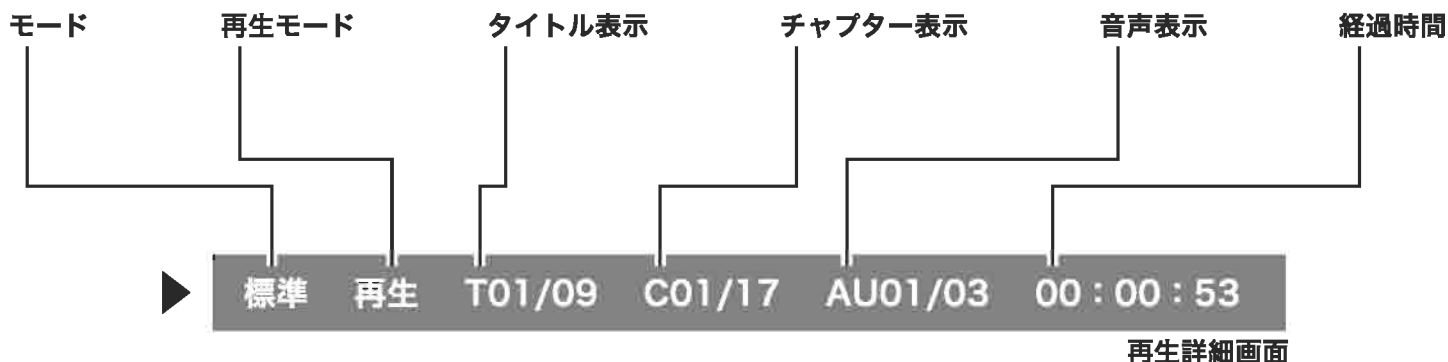 モード 再生モード タイトル表示 チャプター表示 音声表示 経過時間
標準 再生 T01/09 C01/17 AU01/03 00：00：53
再生詳細画面